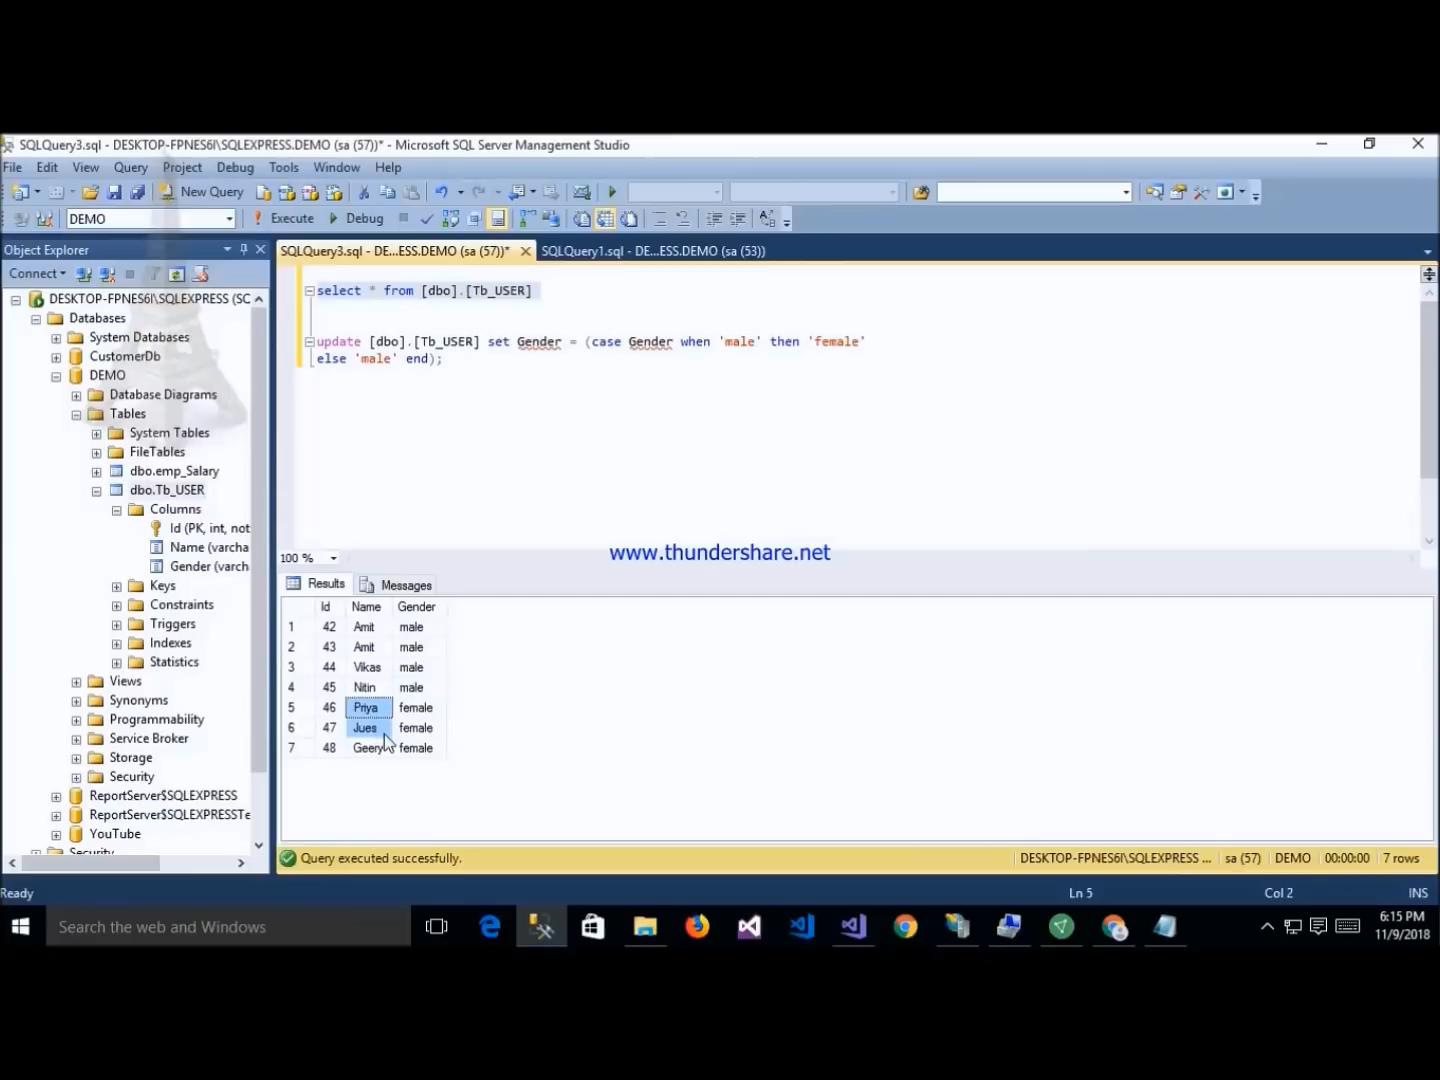 SQLQuery3.sql - DESKTOP-FPNES6I\SQLEXPRESS.DEMO (sa (57))* - Microsoft SQL Server Management Studio
File Edit View Query Project Debug Tools Window Help
New Query
DEMO Execute Debug
Object Explorer
SQLQuery3.sql - DE...ESS.DEMO (sa (57))* SQLQuery1.sql - DE...ESS.DEMO (sa (53))
Connect
DESKTOP-FPNES6I\SQLEXPRESS (SC
Databases
System Databases
CustomerDb
DEMO
Database Diagrams
Tables
System Tables
FileTables
dbo.emp_Salary
dbo.Tb_USER
Columns
Id (PK, int, not
Name (varcha
Gender (varch
Keys
Constraints
Triggers
Indexes
Statistics
Views
Synonyms
Programmability
Service Broker
Storage
Security
ReportServer$SQLEXPRESS
ReportServer$SQLEXPRESSTe
YouTube
Security
select * from [dbo].[Tb_USER]
update [dbo].[Tb_USER] set Gender = (case Gender when 'male' then 'female'
else 'male' end);
100 %
www.thundershare.net
Results Messages
Id Name Gender
1 42 Amit male
2 43 Amit male
3 44 Vikas male
4 45 Nitin male
5 46 Priya female
6 47 Jues female
7 48 Geery female
Query executed successfully. DESKTOP-FPNES6I\SQLEXPRESS ... sa (57) DEMO 00:00:00 7 rows
Ready Ln 5 Col 2 INS
Search the web and Windows
6:15 PM
11/9/2018